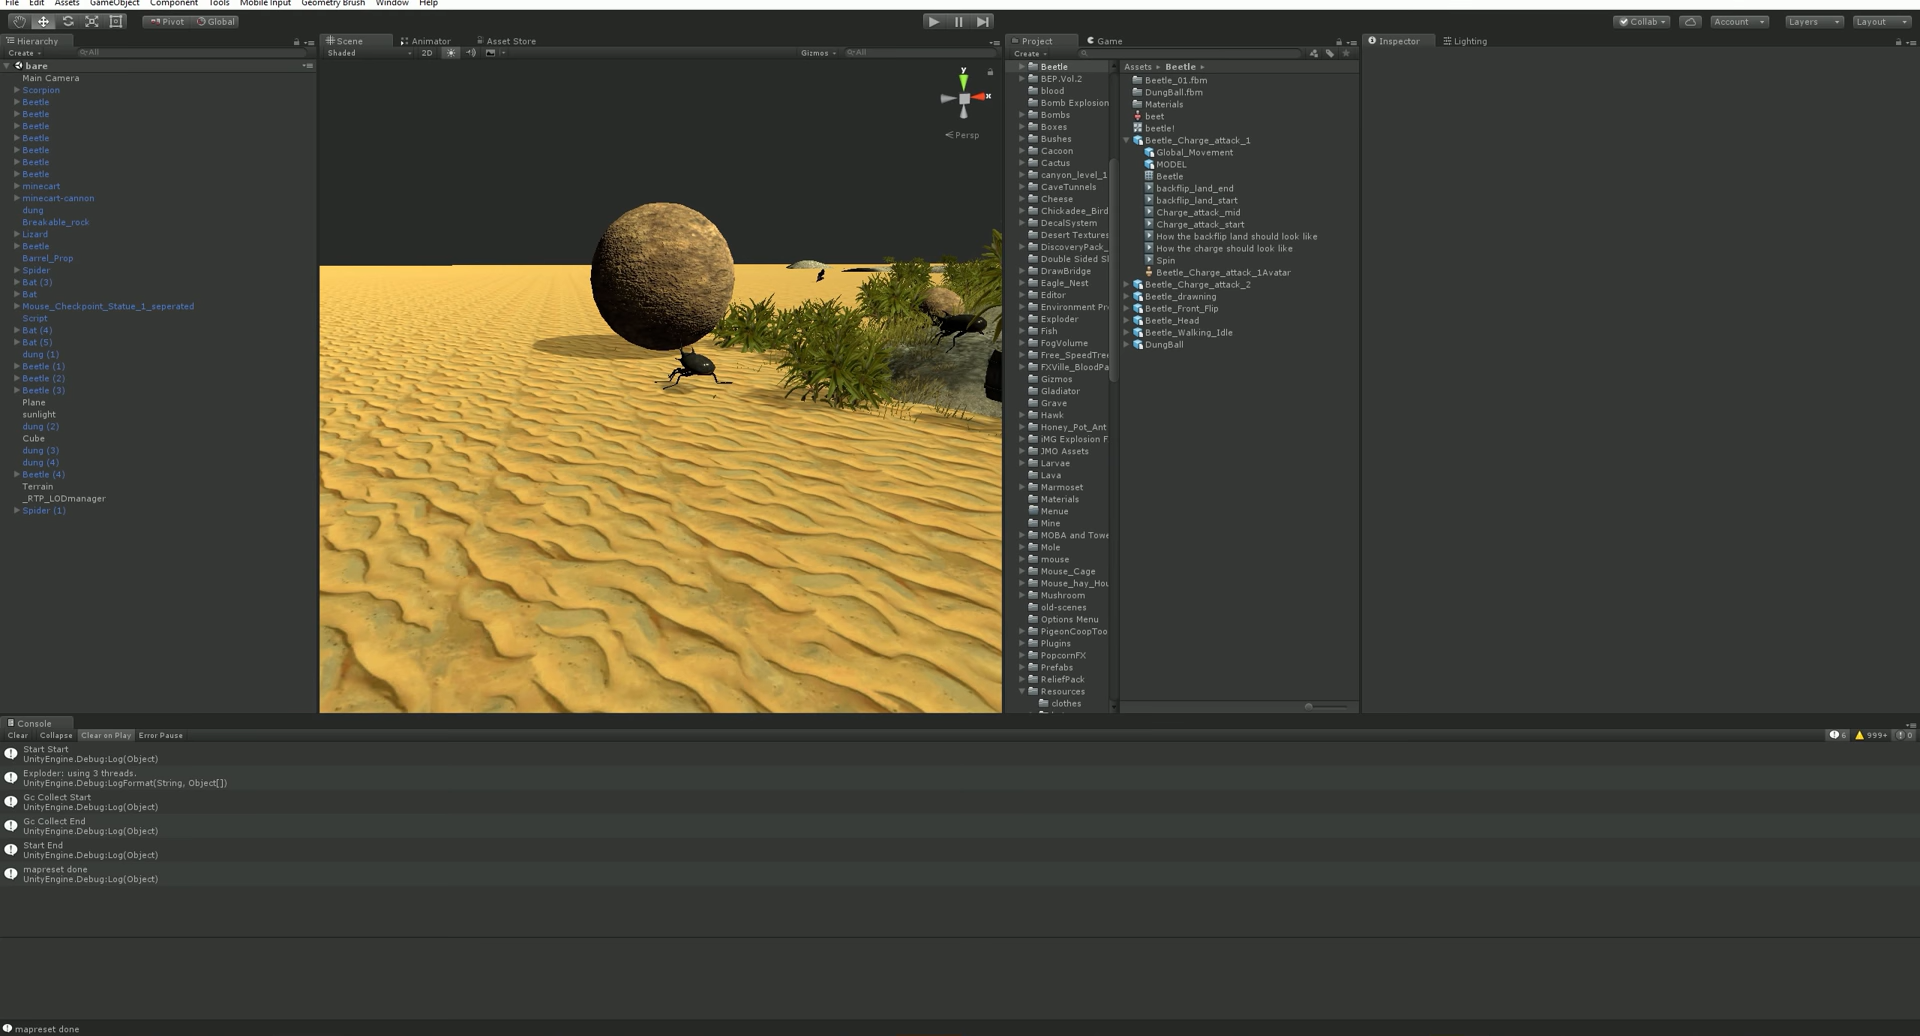 File Edit Assets GameObject Component Tools Mobile Input Geometry Brush Window Help
Pivot Global Collab Account Layers Layout
Hierarchy
Create All
bare
Main Camera
Scorpion
Beetle
Beetle
Beetle
Beetle
Beetle
Beetle
Beetle
minecart
minecart-cannon
dung
Breakable_rock
Lizard
Beetle
Barrel_Prop
Spider
Bat (3)
Bat
Mouse_Checkpoint_Statue_1_seperated
Script
Bat (4)
Bat (5)
dung (1)
Beetle (1)
Beetle (2)
Beetle (3)
Plane
sunlight
dung (2)
Cube
dung (3)
dung (4)
Beetle (4)
Terrain
_RTP_LODmanager
Spider (1)
Scene Animator Asset Store
Shaded 2D Gizmos All
y
x
Persp
Project Game
Create
Beetle
BEP.Vol.2
blood
Bomb Explosion
Bombs
Boxes
Bushes
Cacoon
Cactus
canyon_level_1
CaveTunnels
Cheese
Chickadee_Bird
DecalSystem
Desert Textures
DiscoveryPack_
Double Sided S
DrawBridge
Eagle_Nest
Editor
Environment Pr
Exploder
Fish
FogVolume
Free_SpeedTree
FXVille_BloodPa
Gizmos
Gladiator
Grave
Hawk
Honey_Pot_Ant
iMG Explosion F
JMO Assets
Larvae
Lava
Marmoset
Materials
Menue
Mine
MOBA and Towe
Mole
mouse
Mouse_Cage
Mouse_hay_Hou
Mushroom
old-scenes
Options Menu
PigeonCoopToo
Plugins
PopcornFX
Prefabs
ReliefPack
Resources
clothes
Assets Beetle
Beetle_01.fbm
DungBall.fbm
Materials
beet
beetle!
Beetle_Charge_attack_1
Global_Movement
MODEL
Beetle
backflip_land_end
backflip_land_start
Charge_attack_mid
Charge_attack_start
How the backflip land should look like
How the charge should look like
Spin
Beetle_Charge_attack_1Avatar
Beetle_Charge_attack_2
Beetle_drawning
Beetle_Front_Flip
Beetle_Head
Beetle_Walking_Idle
DungBall
Inspector Lighting
Console
Clear Collapse Clear on Play Error Pause 6 999+ 0
Start Start
UnityEngine.Debug:Log(Object)
Exploder: using 3 threads.
UnityEngine.Debug:LogFormat(String, Object[])
Gc Collect Start
UnityEngine.Debug:Log(Object)
Gc Collect End
UnityEngine.Debug:Log(Object)
Start End
UnityEngine.Debug:Log(Object)
mapreset done
UnityEngine.Debug:Log(Object)
mapreset done